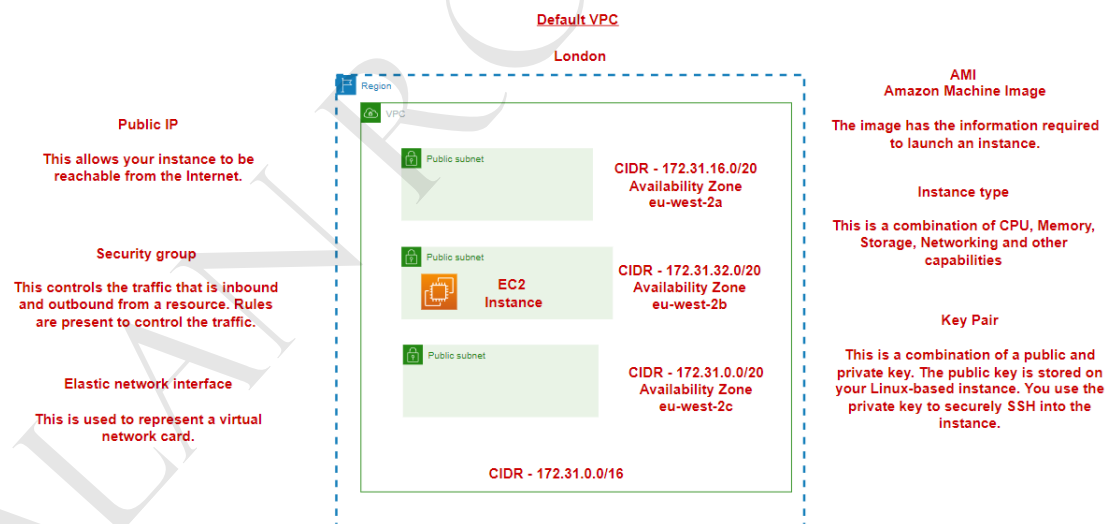 Default VPC
London
Region
VPC
Public IP
This allows your instance to be
reachable from the Internet.
Security group
This controls the traffic that is inbound
and outbound from a resource. Rules
are present to control the traffic.
Elastic network interface
This is used to represent a virtual
network card.
Public subnet
CIDR - 172.31.16.0/20
Availability Zone
eu-west-2a
Public subnet
EC2
Instance
CIDR - 172.31.32.0/20
Availability Zone
eu-west-2b
Public subnet
CIDR - 172.31.0.0/20
Availability Zone
eu-west-2c
CIDR - 172.31.0.0/16
AMI
Amazon Machine Image
The image has the information required
to launch an instance.
Instance type
This is a combination of CPU, Memory,
Storage, Networking and other
capabilities
Key Pair
This is a combination of a public and
private key. The public key is stored on
your Linux-based instance. You use the
private key to securely SSH into the
instance.
ALAN R